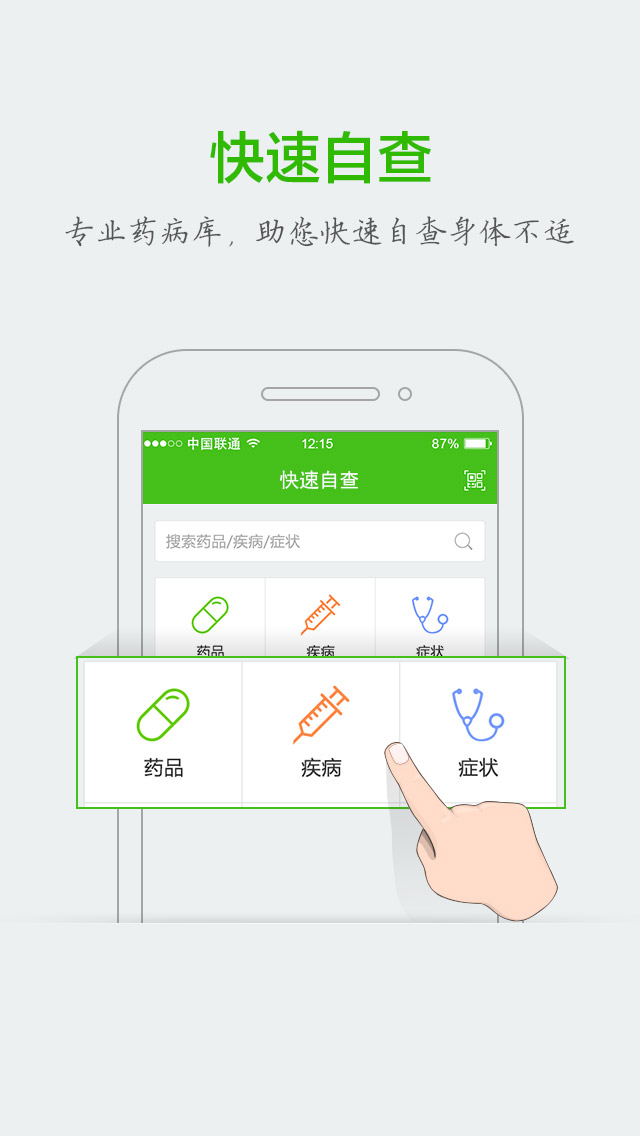 快速自查
专业药病库，助您快速自查身体不适
中国联通 12:15 87%
快速自查
搜索药品/疾病/症状
药品 疾病 症状
药品 疾病 症状